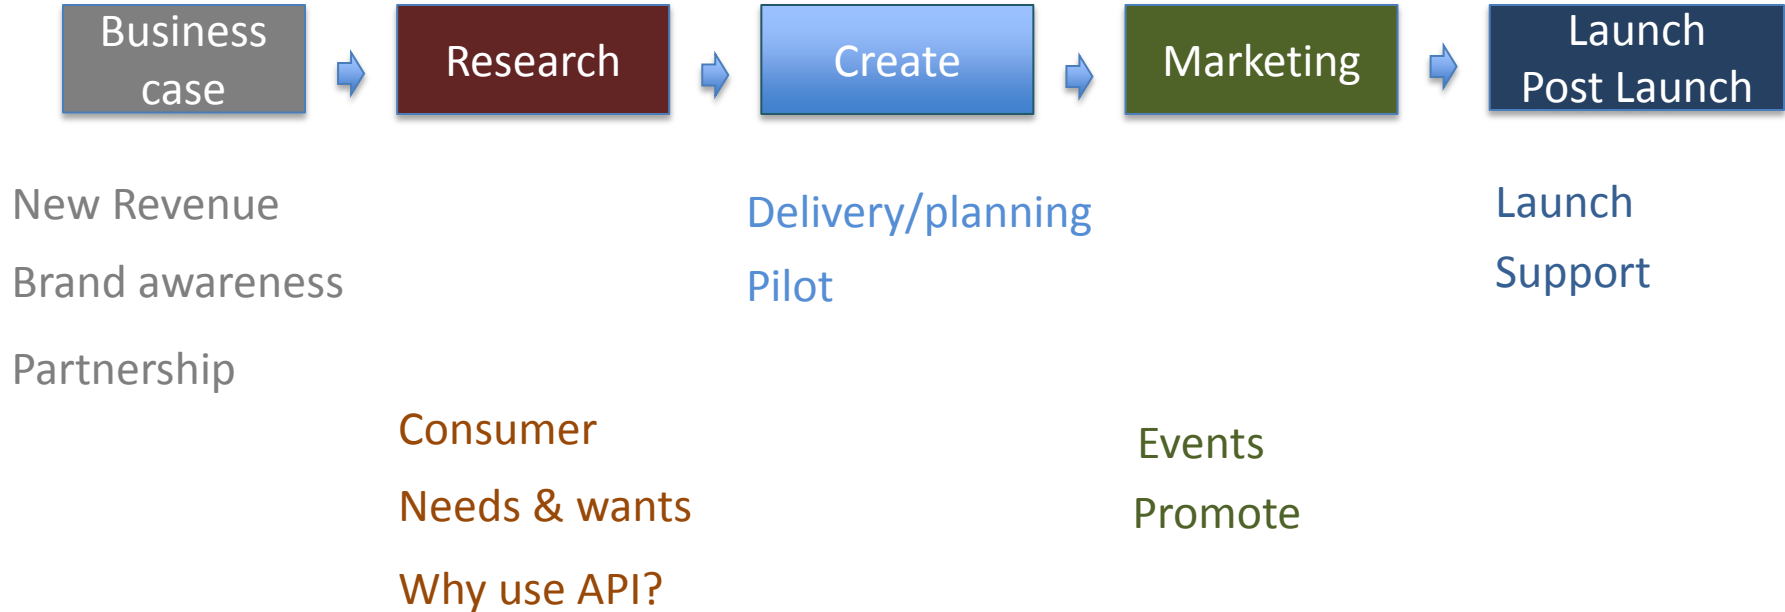 Business
case
Research
Create
Marketing
Launch
Post Launch
New Revenue
Brand awareness
Partnership
Consumer
Needs & wants
Why use API?
Delivery/planning
Pilot
Events
Promote
Launch
Support